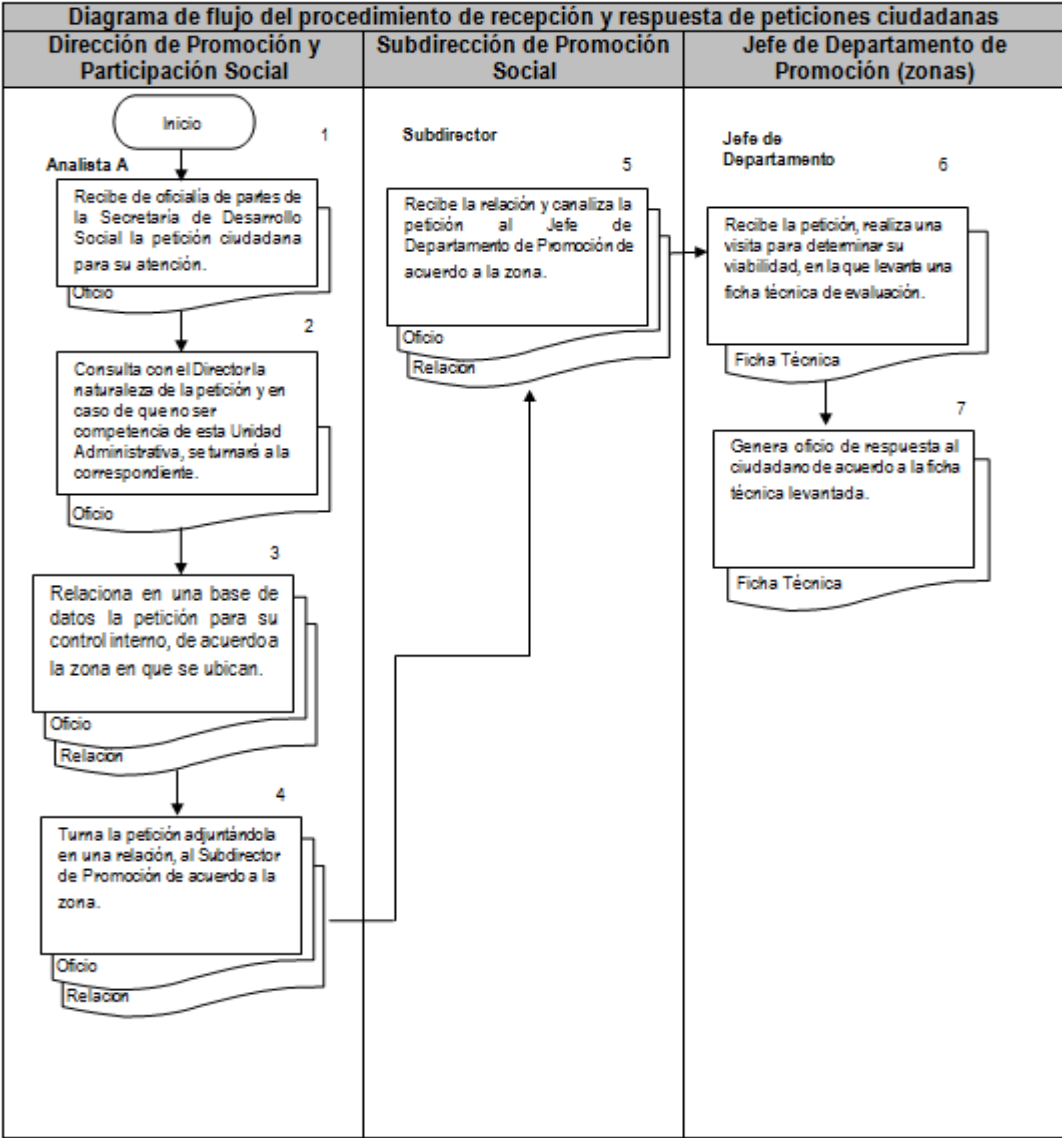 Diagrama de flujo del procedimiento de recepción y respuesta de peticiones ciudadanas
Dirección de Promoción y
Participación Social
Subdirección de Promoción
Social
Jefe de Departamento de
Promoción (zonas)
Inicio
1
Analista A
Recibe de oficialía de partes de
la Secretaría de Desarrollo
Social la petición ciudadana
para su atención.
Oficio
2
Consulta con el Director la
naturaleza de la petición y en
caso de que no ser
competencia de esta Unidad
Administrativa, se turnará a la
correspondiente.
Oficio
3
Relaciona en una base de
datos la petición para su
control interno, de acuerdo a
la zona en que se ubican.
Oficio
Relación
4
Turna la petición adjuntándola
en una relación, al Subdirector
de Promoción de acuerdo a la
zona.
Oficio
Relación
Subdirector
5
Recibe la relación y canaliza la
petición al Jefe de
Departamento de Promoción de
acuerdo a la zona.
Oficio
Relación
Jefe de
Departamento
6
Recibe la petición, realiza una
visita para determinar su
viabilidad, en la que levanta una
ficha técnica de evaluación.
Ficha Técnica
7
Genera oficio de respuesta al
ciudadano de acuerdo a la ficha
técnica levantada.
Ficha Técnica